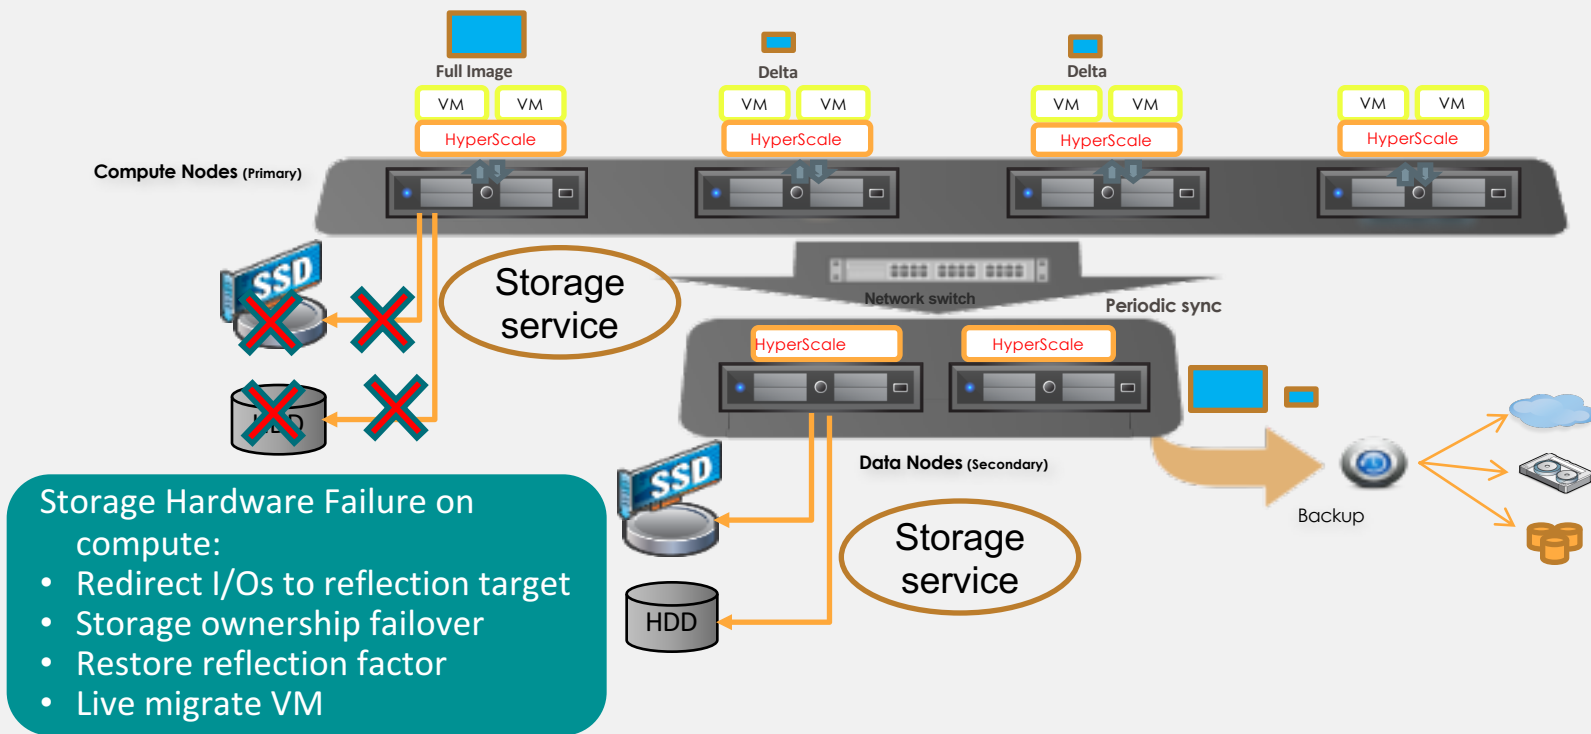 Full Image
Delta
Delta
VM
VM
VM
VM
VM
VM
VM
VM
HyperScale
HyperScale
HyperScale
HyperScale
Compute Nodes (Primary)
SSD
Storage
service
Network switch
Periodic sync
HyperScale
HyperScale
HDD
SSD
Data Nodes (Secondary)
Backup
Storage
service
HDD
Storage Hardware Failure on
compute:
• Redirect I/Os to reflection target
• Storage ownership failover
• Restore reflection factor
• Live migrate VM